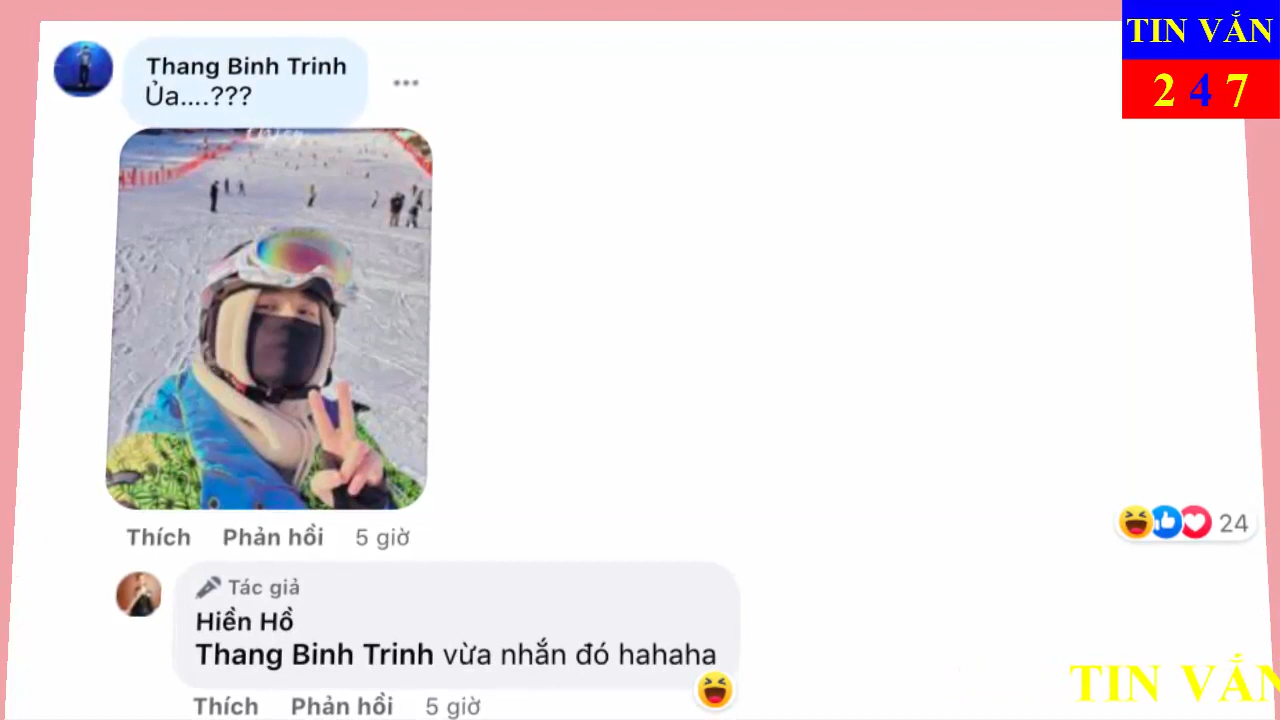 TIN VẮN
2 4 7
Thang Binh Trinh
Ủa....???
Thích Phản hồi 5 giờ
24
Tác giả
Hiền Hồ
Thang Binh Trinh vừa nhắn đó hahaha
Thích Phản hồi 5 giờ
TIN VẮN